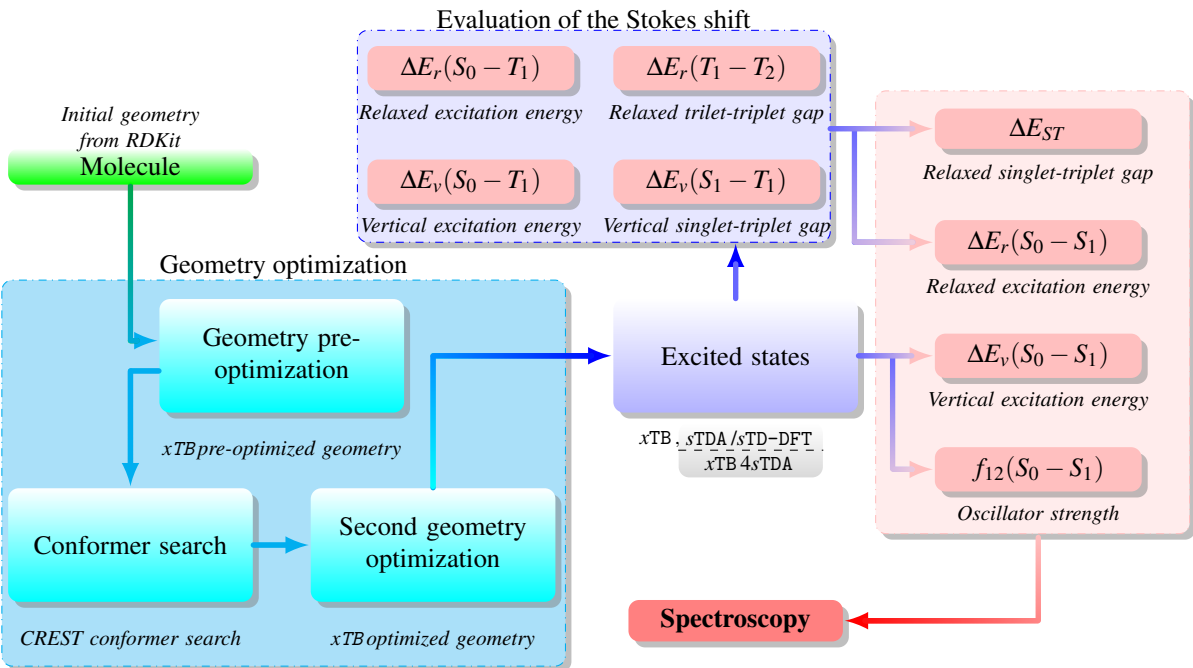 Evaluation of the Stokes shift
ΔE_r(S_0 − T_1)
Relaxed excitation energy
ΔE_r(T_1 − T_2)
Relaxed trilet-triplet gap
ΔE_v(S_0 − T_1)
Vertical excitation energy
ΔE_v(S_1 − T_1)
Vertical singlet-triplet gap
Initial geometry
from RDKit
Molecule
Geometry optimization
Geometry pre-
optimization
xTB pre-optimized geometry
Conformer search
CREST conformer search
Second geometry
optimization
xTB optimized geometry
Excited states
xTB, sTDA/sTD-DFT
xTB4sTDA
ΔE_{ST}
Relaxed singlet-triplet gap
ΔE_r(S_0 − S_1)
Relaxed excitation energy
ΔE_v(S_0 − S_1)
Vertical excitation energy
f_{12}(S_0 − S_1)
Oscillator strength
Spectroscopy